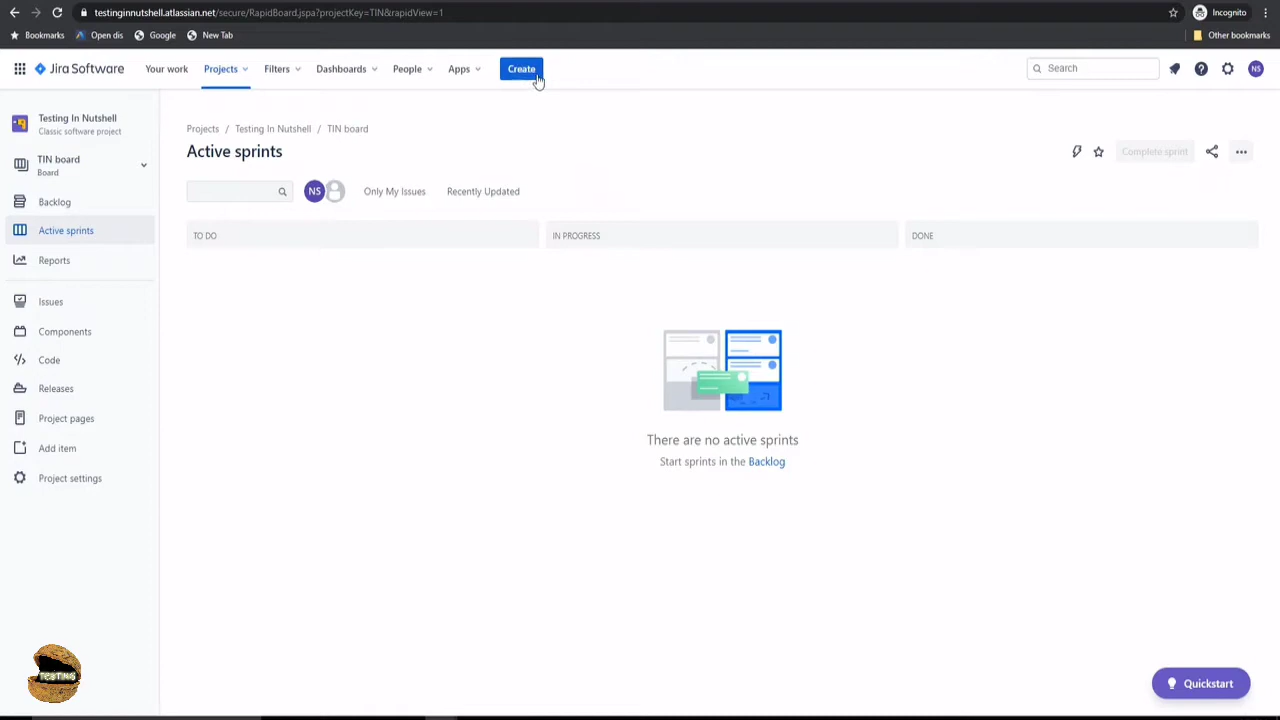 testinginnutshell.atlassian.net/secure/RapidBoard.jspa?projectKey=TIN&rapidView=1
Incognito
Bookmarks
Open dis
Google
New Tab
Other bookmarks
Jira Software
Your work
Projects
Filters
Dashboards
People
Apps
Create
Search
NS
Testing In Nutshell
Classic software project
TIN board
Board
Backlog
Active sprints
Reports
Issues
Components
Code
Releases
Project pages
Add item
Project settings
Projects / Testing In Nutshell / TIN board
Active sprints
Complete sprint
NS
Only My Issues
Recently Updated
TO DO
IN PROGRESS
DONE
There are no active sprints
Start sprints in the Backlog
TESTING
Quickstart